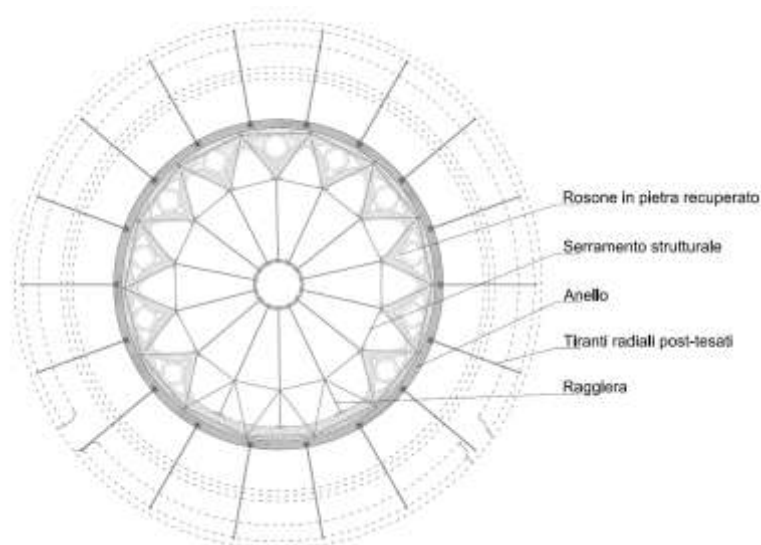 Rosone in pietra recuperato
Serramento strutturale
Anello
Tiranti radiali post-tesati
Raggiera